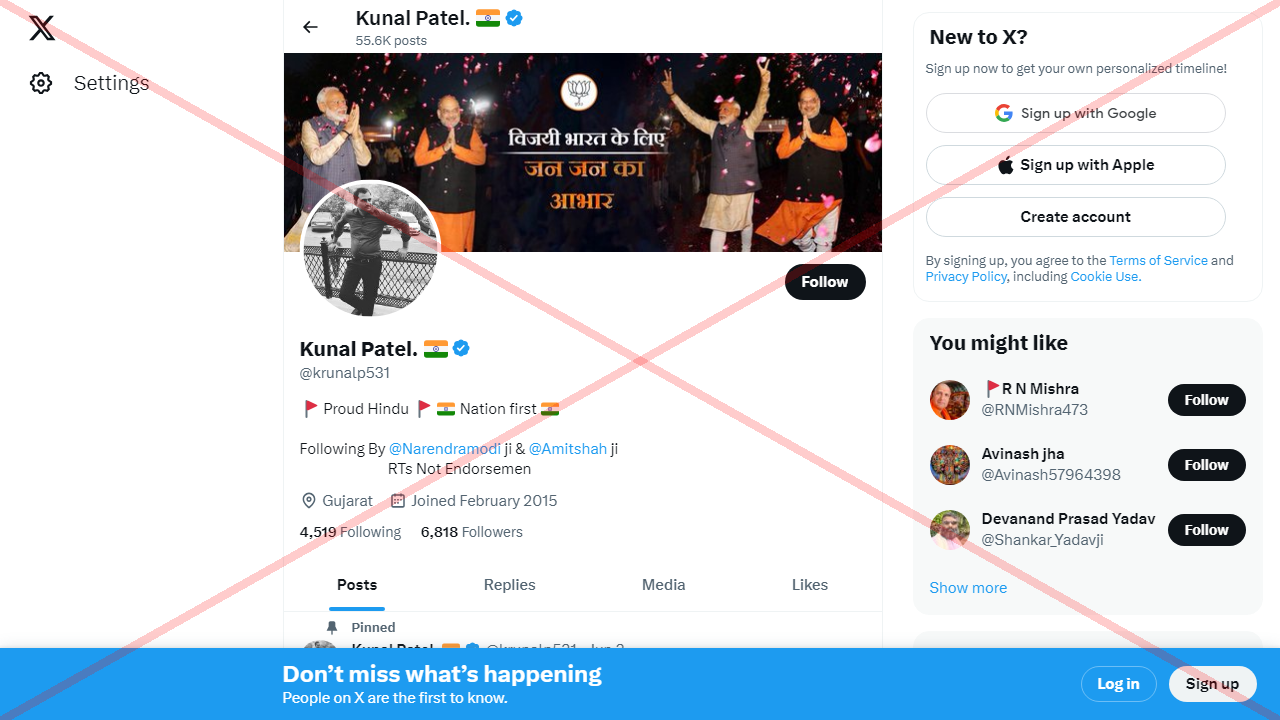 Settings
Kunal Patel.
55.6K posts
विजयी भारत के लिए
जन जन का
आभार
Follow
Kunal Patel.
@krunalp531
Proud Hindu Nation first
Following By @Narendramodi ji & @Amitshah ji
RTs Not Endorsemen
Gujarat Joined February 2015
4,519 Following 6,818 Followers
Posts Replies Media Likes
Pinned
Kunal Patel. @krunalp531 · Jun 2
New to X?
Sign up now to get your own personalized timeline!
Sign up with Google
Sign up with Apple
Create account
By signing up, you agree to the Terms of Service and
Privacy Policy, including Cookie Use.
You might like
R N Mishra
@RNMishra473
Follow
Avinash jha
@Avinash57964398
Follow
Devanand Prasad Yadav
@Shankar_Yadavji
Follow
Show more
Don’t miss what’s happening
People on X are the first to know.
Log in
Sign up